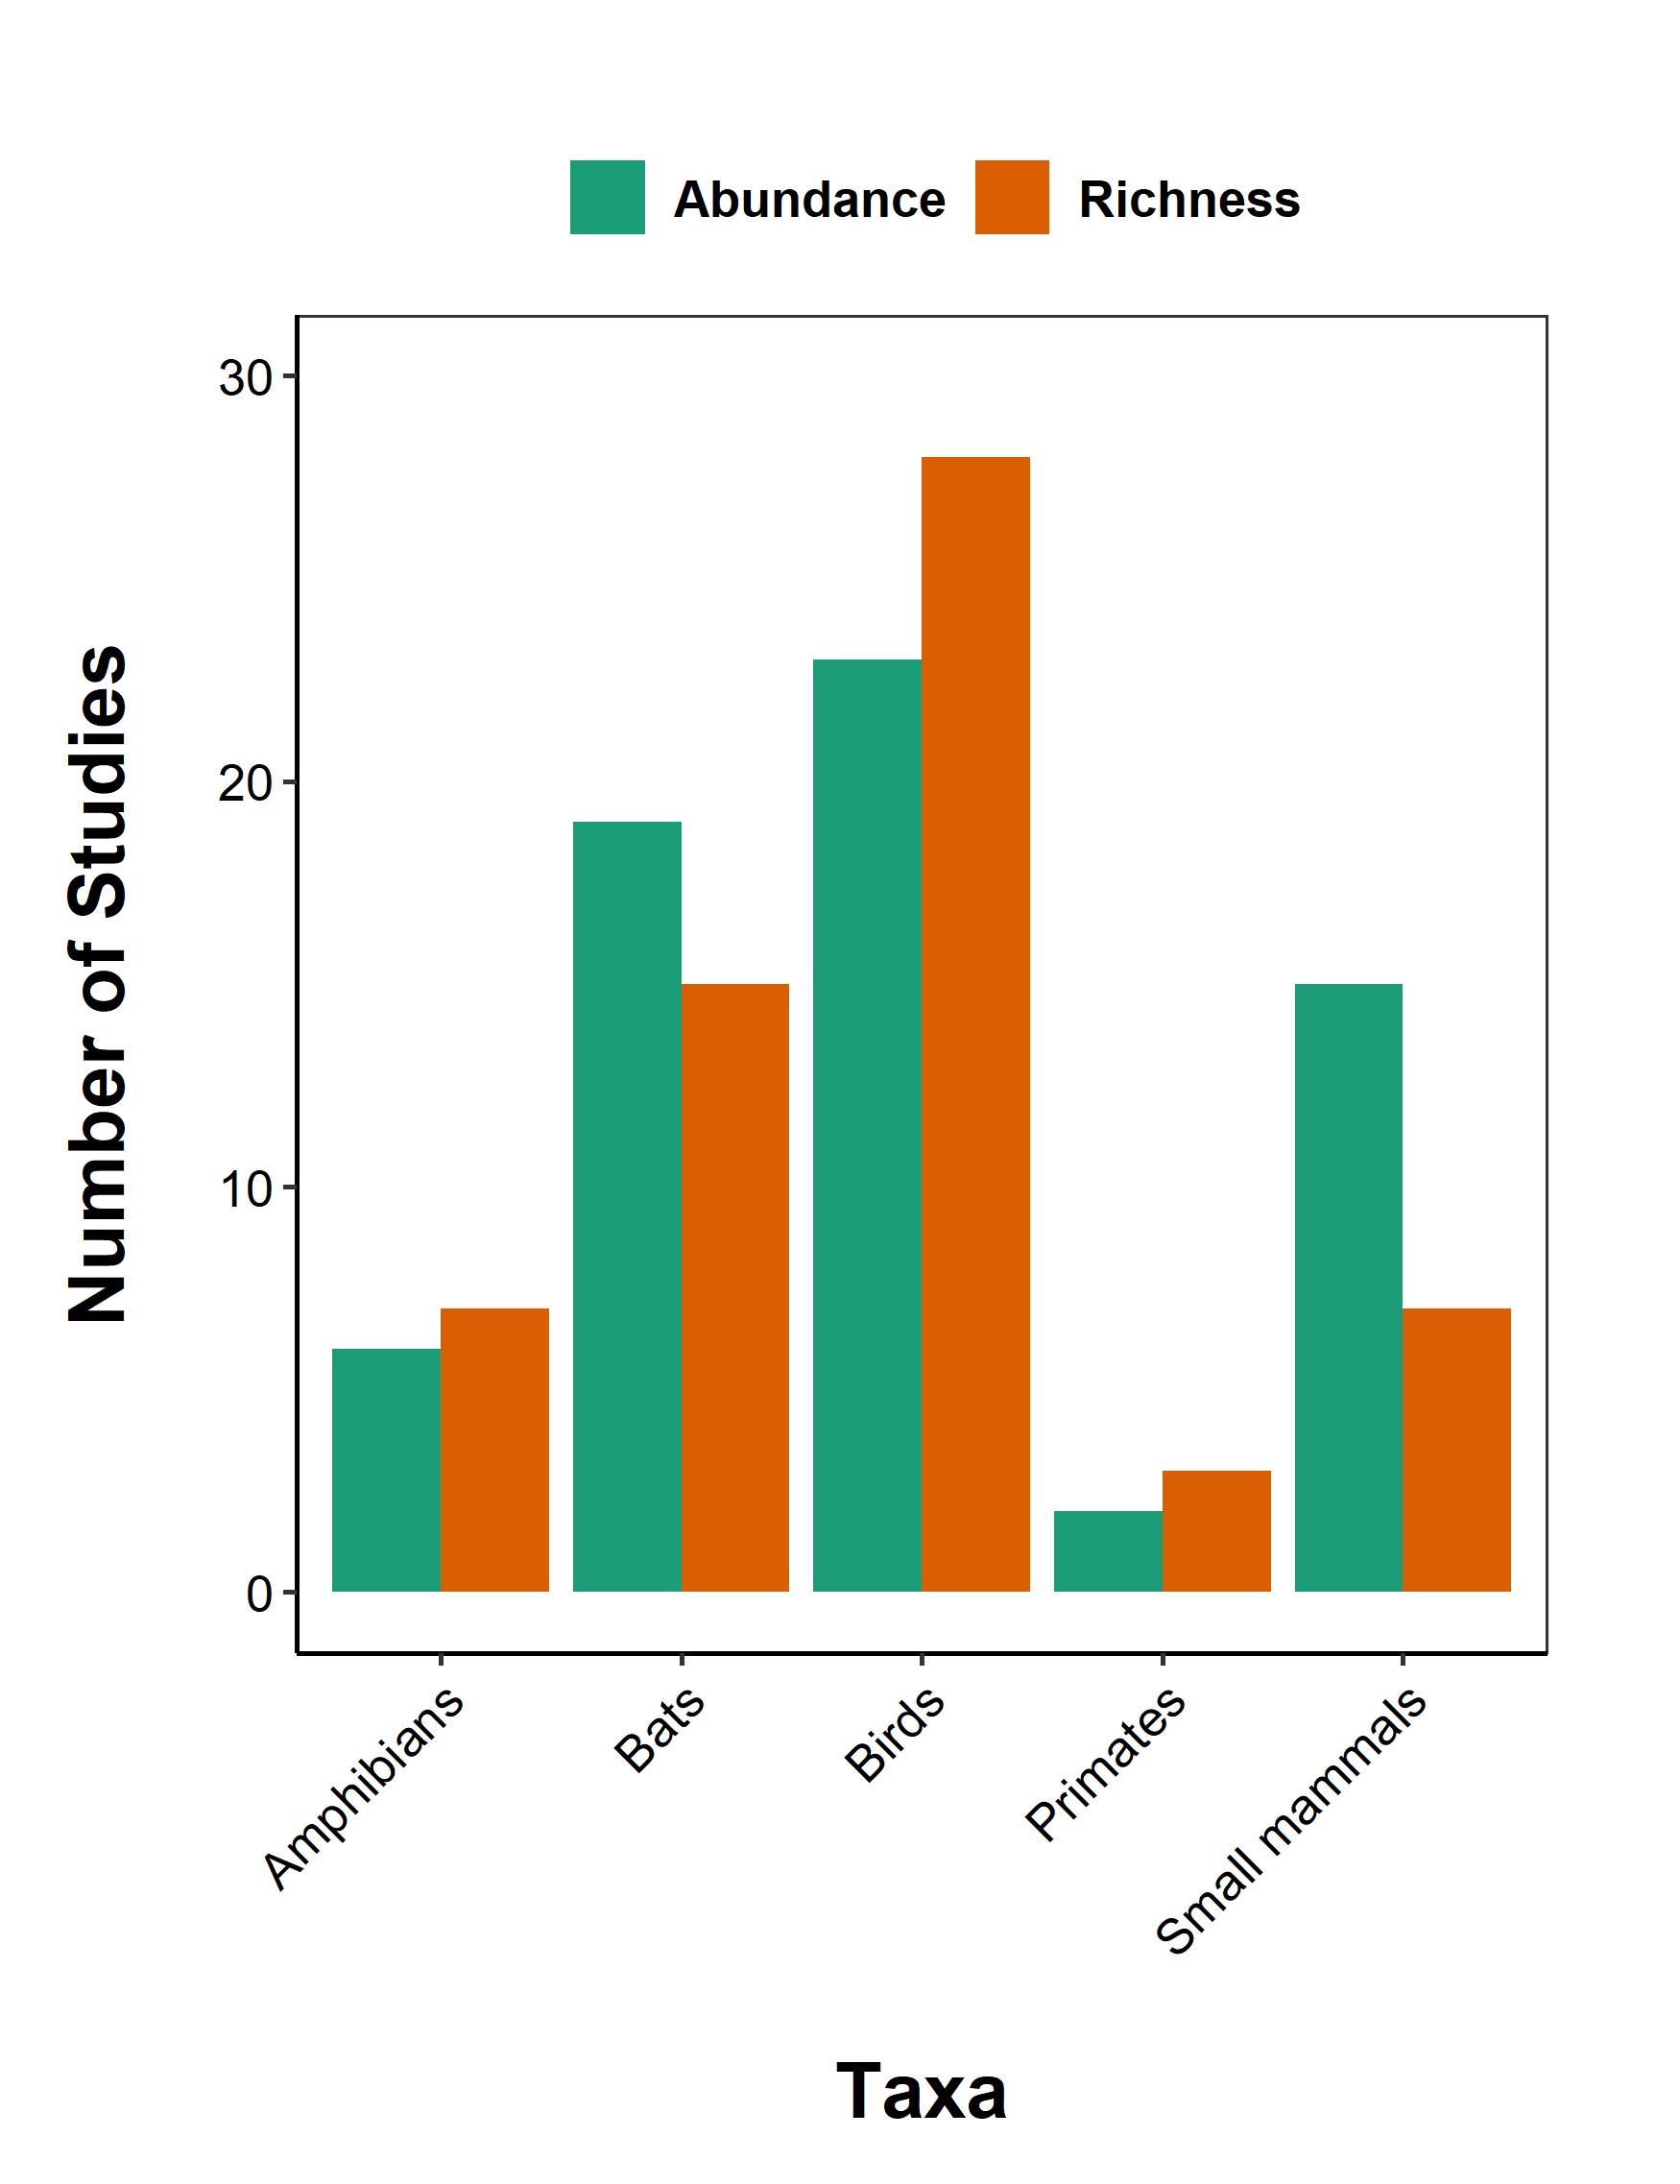 Abundance Richness
Number of Studies
30
20
10
0
Amphibians
Bats
Birds
Primates
Small mammals
Taxa